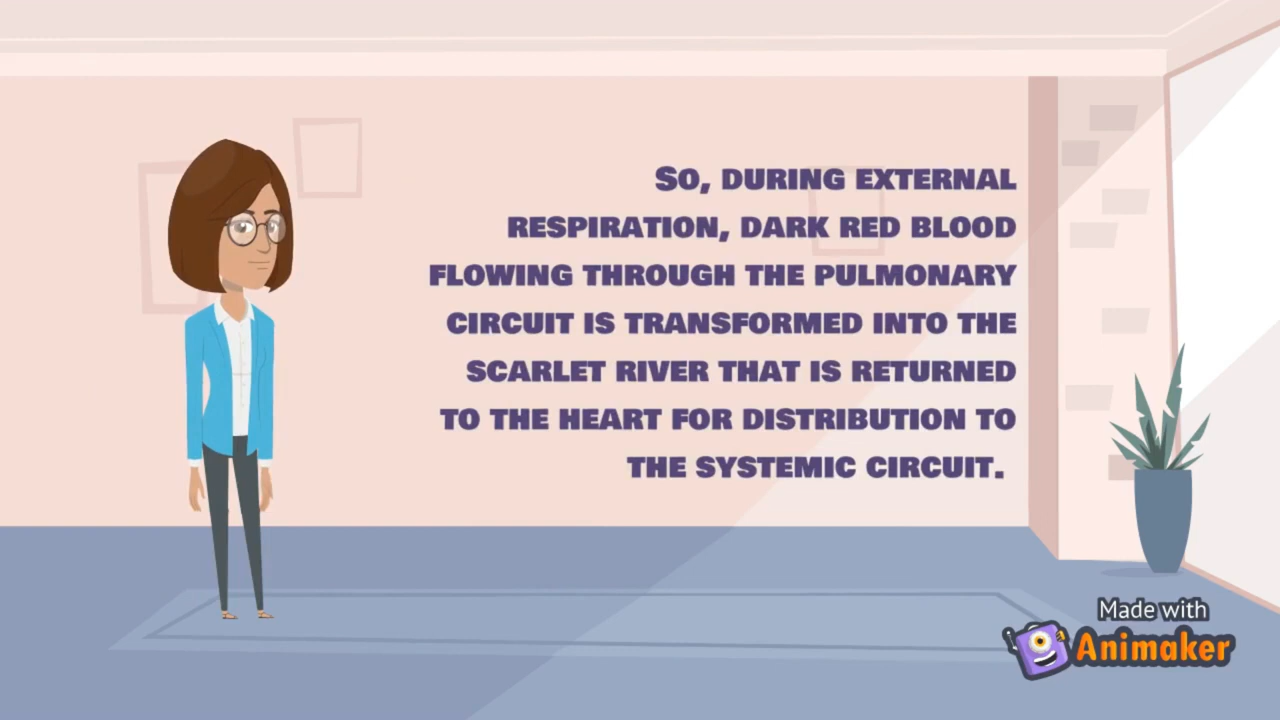 So, during external
respiration, dark red blood
flowing through the pulmonary
circuit is transformed into the
scarlet river that is returned
to the heart for distribution to
the systemic circuit.
Made with
Animaker